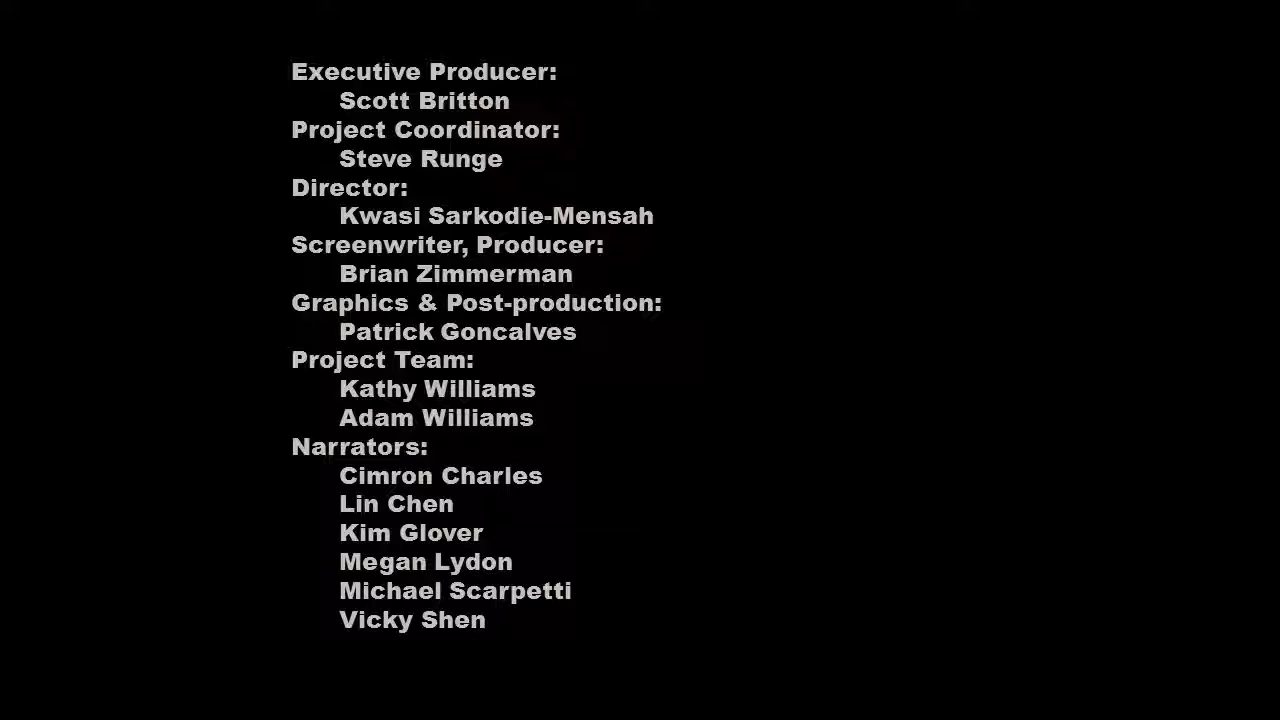 Executive Producer:
Scott Britton
Project Coordinator:
Steve Runge
Director:
Kwasi Sarkodie-Mensah
Screenwriter, Producer:
Brian Zimmerman
Graphics & Post-production:
Patrick Goncalves
Project Team:
Kathy Williams
Adam Williams
Narrators:
Cimron Charles
Lin Chen
Kim Glover
Megan Lydon
Michael Scarpetti
Vicky Shen